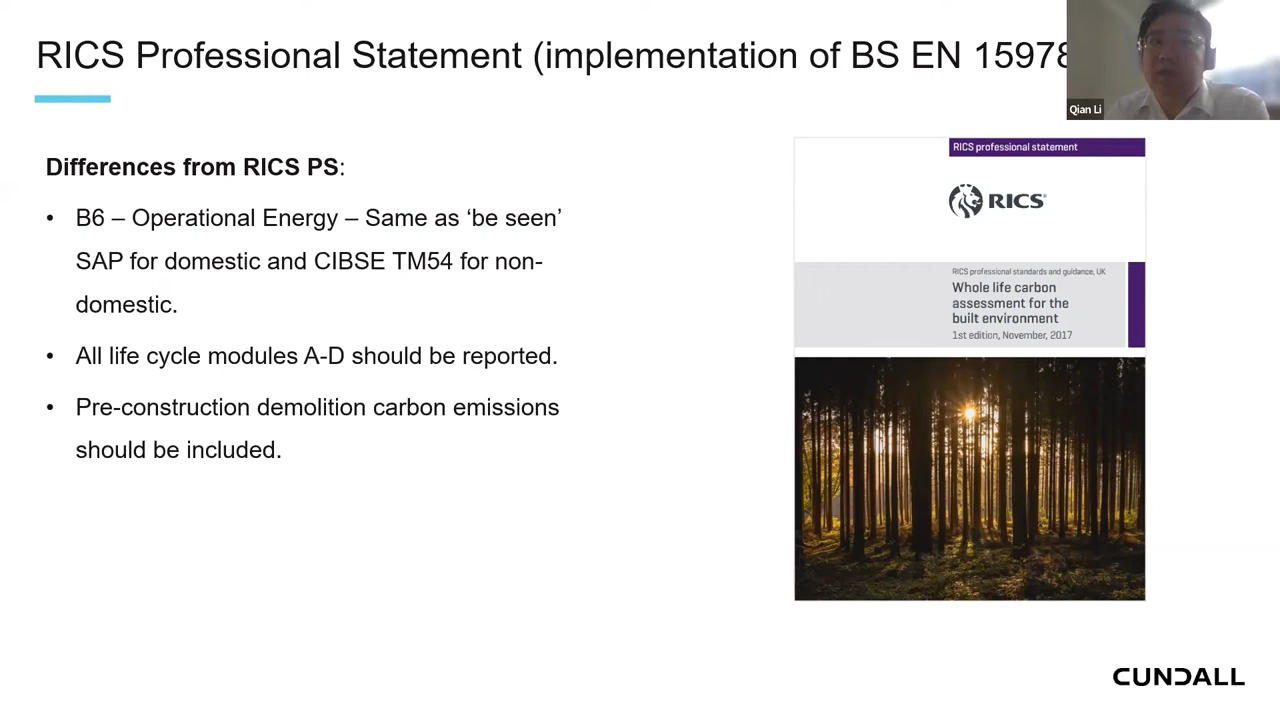 RICS Professional Statement (implementation of BS EN 15978
Qian Li
Differences from RICS PS:
• B6 – Operational Energy – Same as ‘be seen’
SAP for domestic and CIBSE TM54 for non-
domestic.
• All life cycle modules A-D should be reported.
• Pre-construction demolition carbon emissions
should be included.
RICS professional statement
RICS
RICS professional standards and guidance, UK
Whole life carbon
assessment for the
built environment
1st edition, November, 2017
CUNDALL